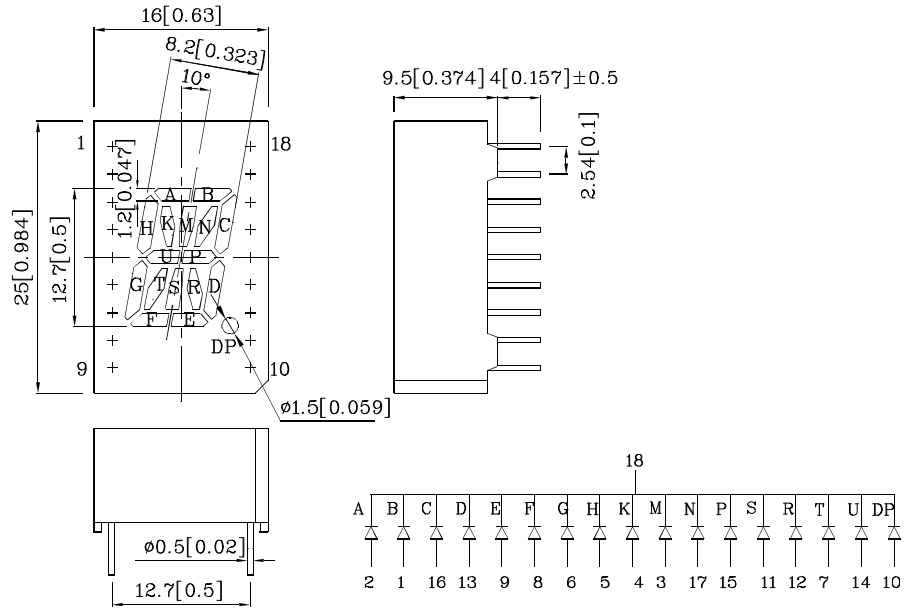 16[0.63]
8.2[0.323]
10°
1
18
1.2[0.047]
A B
H K M N C
U P
G T S R D
F E
DP
25[0.984]
12.7[0.5]
9
10
ø1.5[0.059]
9.5[0.374] 4[0.157]±0.5
2.54[0.1]
ø0.5[0.02]
12.7[0.5]
18
A B C D E F G H K M N P S R T U DP
2 1 16 13 9 8 6 5 4 3 17 15 11 12 7 14 10